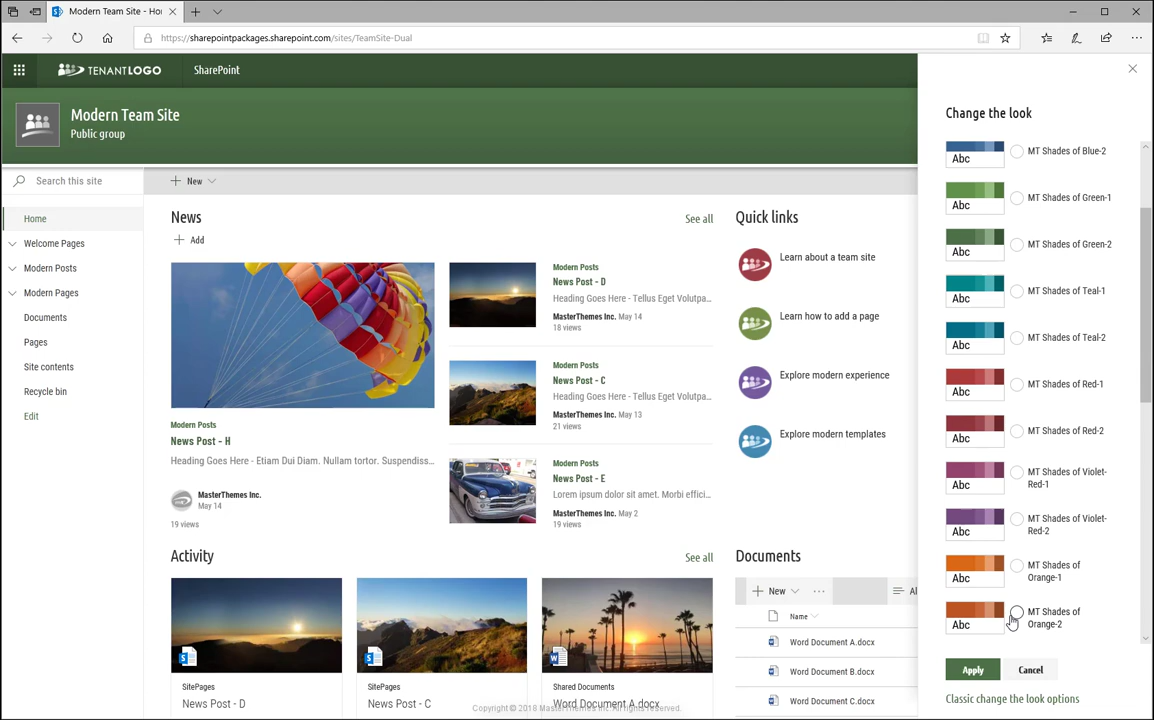 Modern Team Site - Ho
https://sharepointpackages.sharepoint.com/sites/TeamSite-Dual
TENANTLOGO
SharePoint
Modern Team Site
Public group
Search this site
Home
Welcome Pages
Modern Posts
Modern Pages
Documents
Pages
Site contents
Recycle bin
Edit
New
News
See all
Add
Modern Posts
News Post - H
Heading Goes Here - Etiam Dui Diam. Nullam tortor. Suspendiss...
MasterThemes Inc.
May 14
19 views
Modern Posts
News Post - D
Heading Goes Here - Tellus Eget Volutpa...
MasterThemes Inc. May 14
18 views
Modern Posts
News Post - C
Heading Goes Here - Tellus Eget Volutpa...
MasterThemes Inc. May 13
21 views
Modern Posts
News Post - E
Lorem ipsum dolor sit amet. Morbi effici...
MasterThemes Inc. May 2
19 views
Quick links
Learn about a team site
Learn how to add a page
Explore modern experience
Explore modern templates
Activity
See all
SitePages
News Post - D
SitePages
News Post - C
Shared Documents
Word Document A.docx
Documents
New
Al
Name
Word Document A.docx
Word Document B.docx
Word Document C.docx
Copyright © 2018 MasterThemes Inc. All rights reserved.
Change the look
Abc
MT Shades of Blue-2
Abc
MT Shades of Green-1
Abc
MT Shades of Green-2
Abc
MT Shades of Teal-1
Abc
MT Shades of Teal-2
Abc
MT Shades of Red-1
Abc
MT Shades of Red-2
Abc
MT Shades of Violet-
Red-1
Abc
MT Shades of Violet-
Red-2
Abc
MT Shades of
Orange-1
Abc
MT Shades of
Orange-2
Apply
Cancel
Classic change the look options